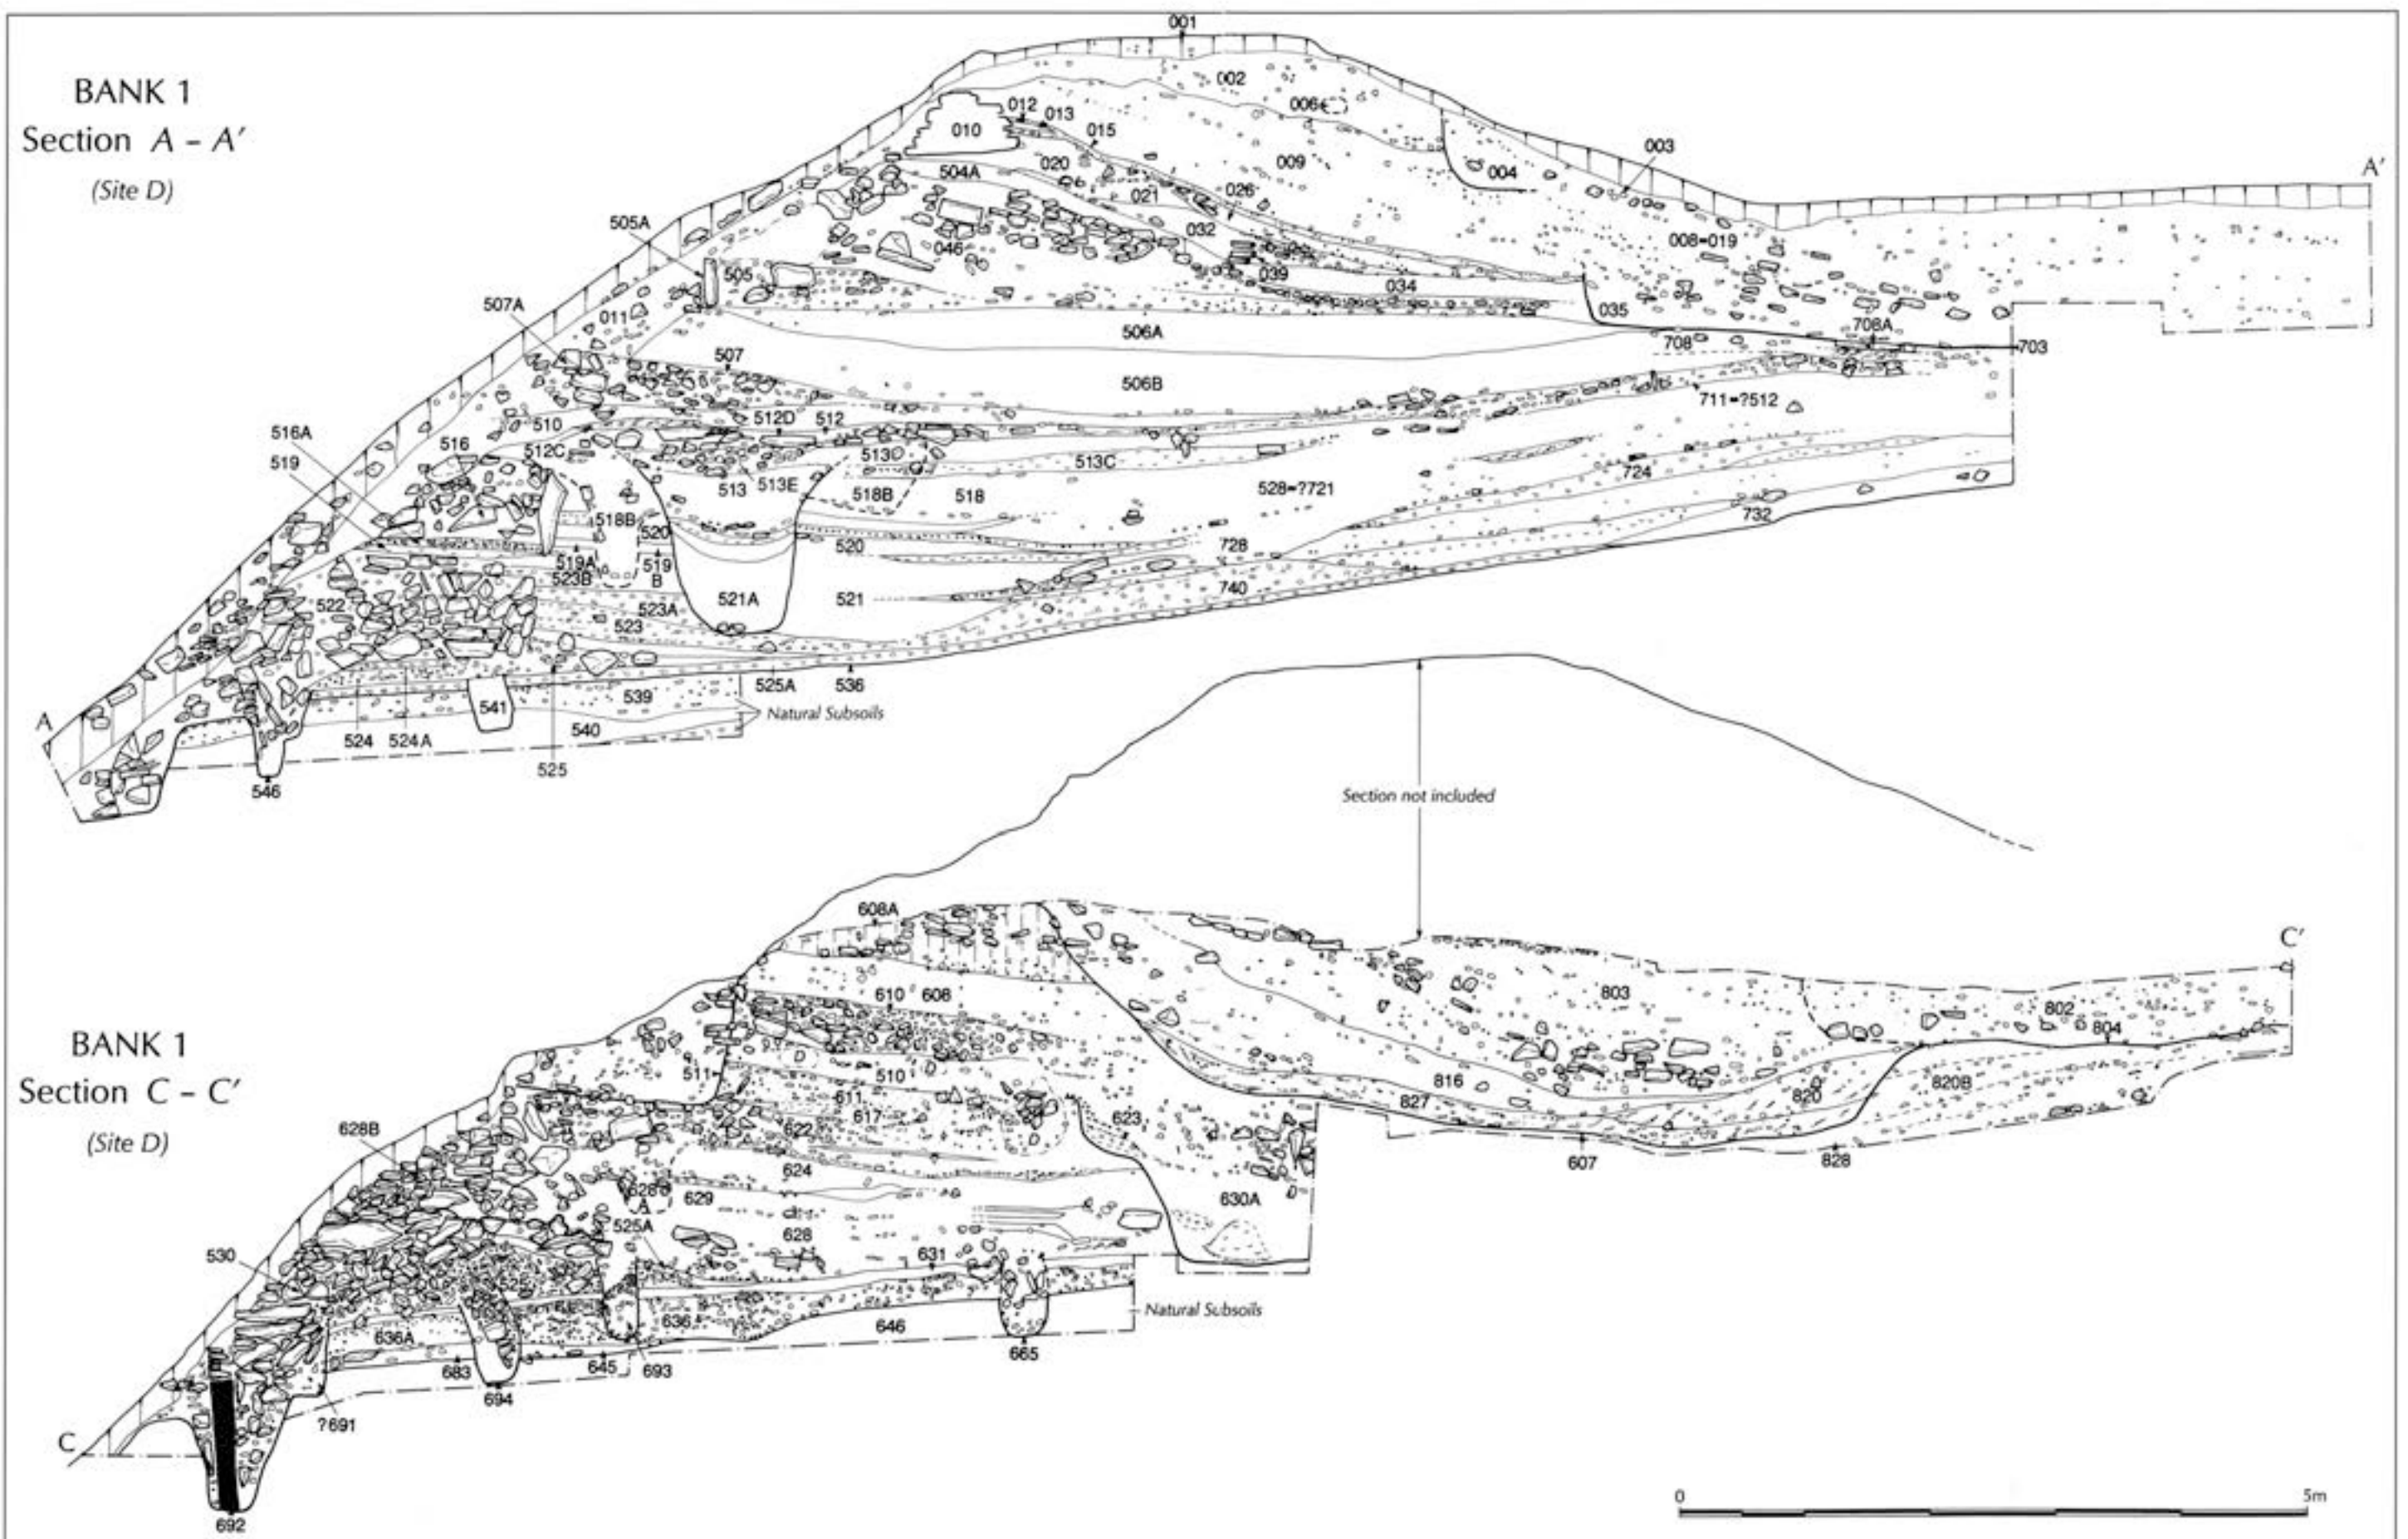 001
BANK 1
Section A – A′
(Site D)
002
006
012
013
015
010
003
A′
020
009
004
504A
026
021
505A
032
008=019
046
505
039
034
507A
011
035
506A
708A
708
703
507
506B
711=?512
516A
510
512D
512
516
519
512C
513D
513C
724
513
513E
518B
518
528=?721
518B
732
520
520
728
519A
519
B
523B
740
522
523A
521A
521
523
A
541
539
525A
536
Natural Subsoils
524
524A
540
525
546
Section not included
608A
C′
610
608
803
802
804
BANK 1
Section C – C′
(Site D)
D
511
510
816
820
820B
611
827
617
622
623
628B
624
607
828
628
A
629
630A
525A
628
530
631
Natural Subsoils
636A
636
646
683
645
693
665
694
?691
C
0
5m
692